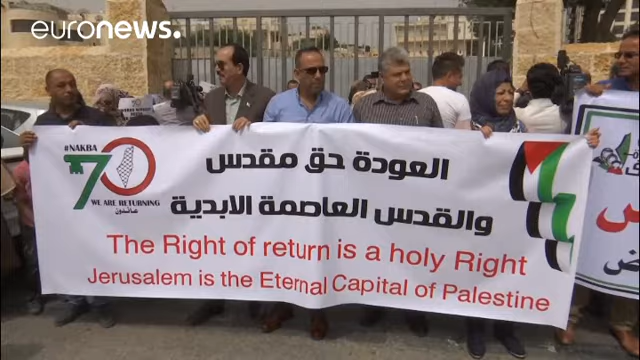 euronews.
#NAKBA
70
WE ARE RETURNING
عائدون
العودة حق مقدس
والقدس العاصمة الابدية
The Right of return is a holy Right
Jerusalem is the Eternal Capital of Palestine